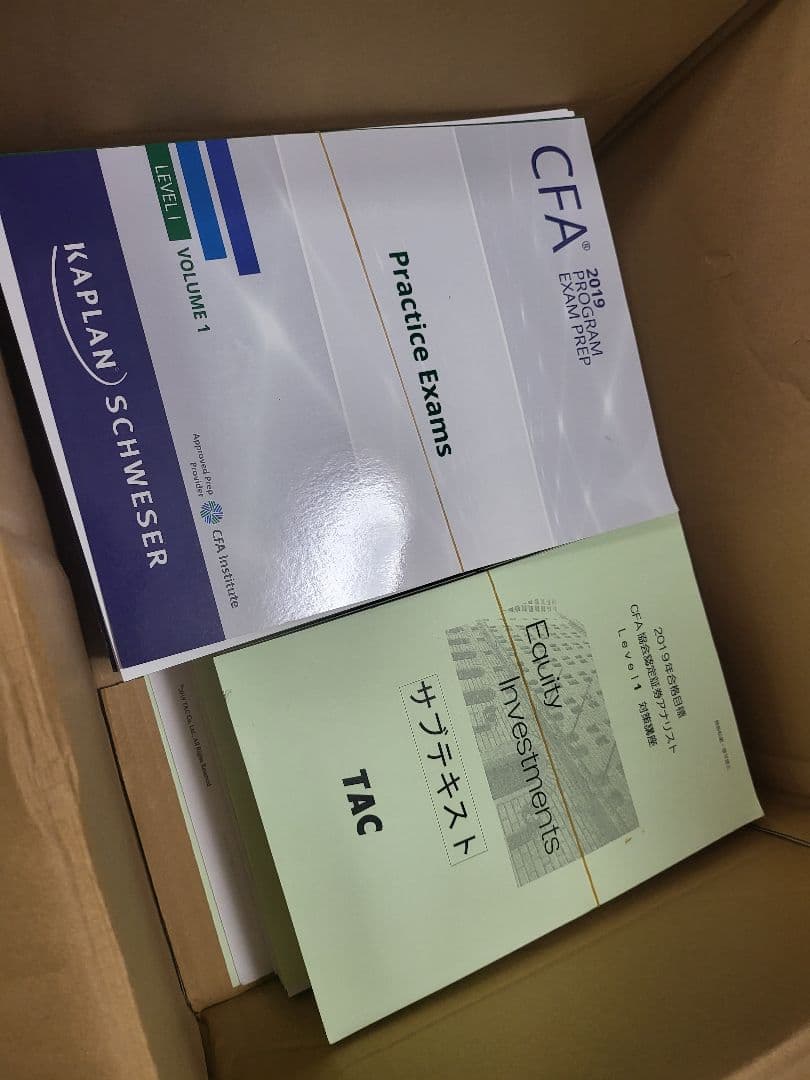 CFA®
2019
PROGRAM
EXAM PREP
Practice Exams
LEVEL I
VOLUME 1
Approved Prep
Provider
CFA Institute
KAPLAN SCHWESER
2019年合格目標
CFA協会認定証券アナリスト
Level1 対策講座
Equity
Investments
サブテキスト
TAC